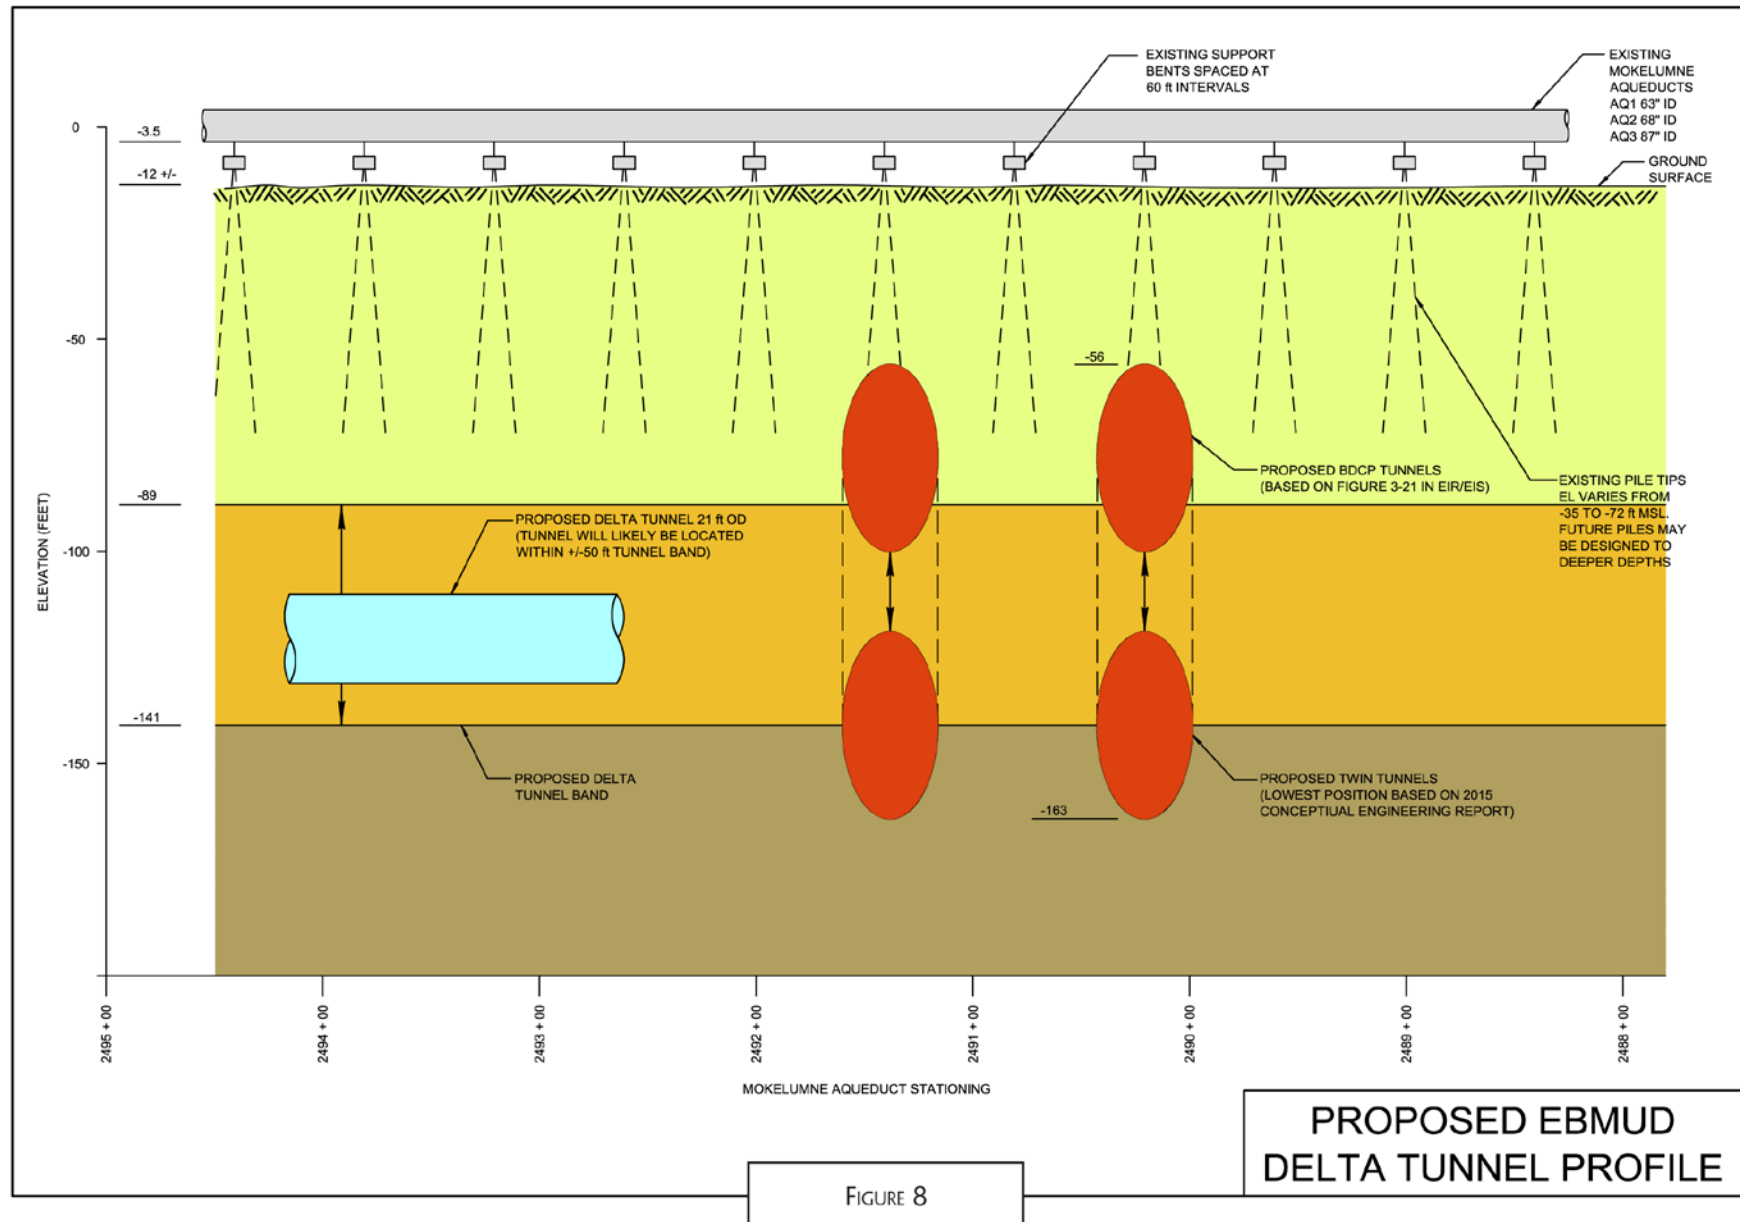 EXISTING SUPPORT
BENTS SPACED AT
60 ft INTERVALS
EXISTING
MOKELUMNE
AQUEDUCTS
AQ1 63" ID
AQ2 68" ID
AQ3 87" ID
GROUND
SURFACE
0
-3.5
-12 +/-
-50
-56
-89
-100
-141
-150
-163
ELEVATION (FEET)
PROPOSED BDCP TUNNELS
(BASED ON FIGURE 3-21 IN EIR/EIS)
EXISTING PILE TIPS
EL VARIES FROM
-35 TO -72 ft MSL.
FUTURE PILES MAY
BE DESIGNED TO
DEEPER DEPTHS
PROPOSED DELTA TUNNEL 21 ft OD
(TUNNEL WILL LIKELY BE LOCATED
WITHIN +/-50 ft TUNNEL BAND)
PROPOSED DELTA
TUNNEL BAND
PROPOSED TWIN TUNNELS
(LOWEST POSITION BASED ON 2015
CONCEPTIUAL ENGINEERING REPORT)
2495 + 00
2494 + 00
2493 + 00
2492 + 00
2491 + 00
2490 + 00
2489 + 00
2488 + 00
MOKELUMNE AQUEDUCT STATIONING
PROPOSED EBMUD
DELTA TUNNEL PROFILE
FIGURE 8